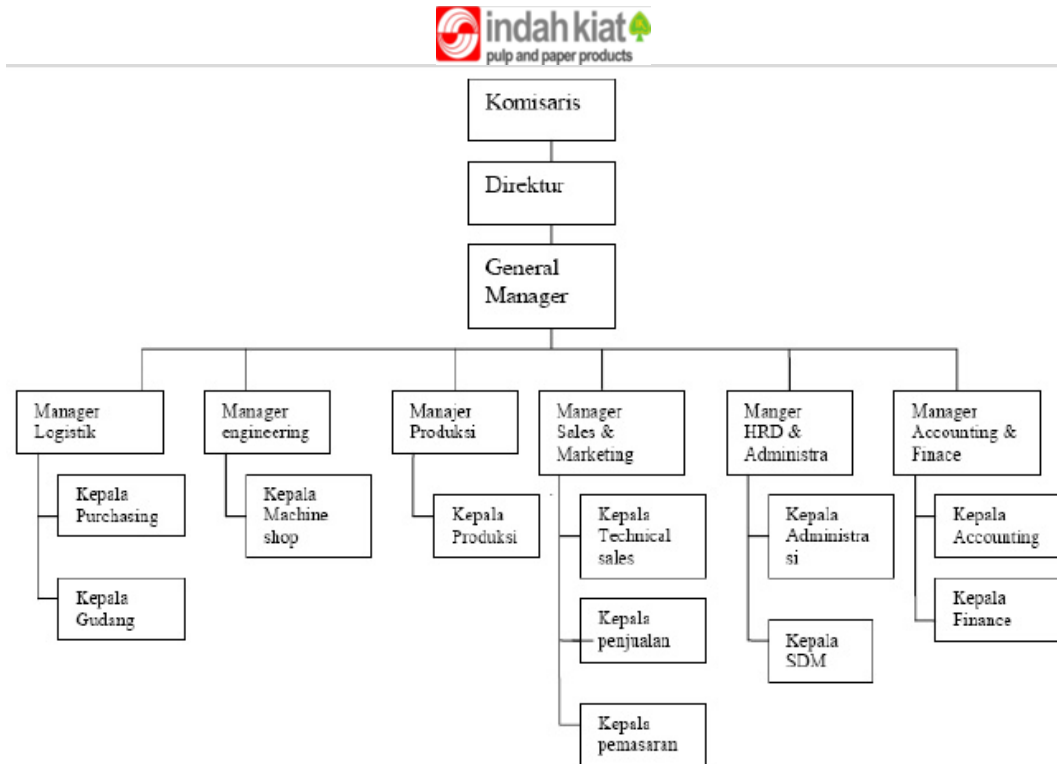 indah kiat
pulp and paper products
Komisaris
Direktur
General
Manager
Manager
Logistik
Kepala
Purchasing
Kepala
Gudang
Manager
engineering
Kepala
Machine
shop
Manajer
Produksi
Kepala
Produksi
Manager
Sales &
Marketing
Kepala
Technical
sales
Kepala
penjualan
Kepala
pemasaran
Manger
HRD &
Administra
Kepala
Administra
si
Kepala
SDM
Manager
Accounting &
Finace
Kepala
Accounting
Kepala
Finance